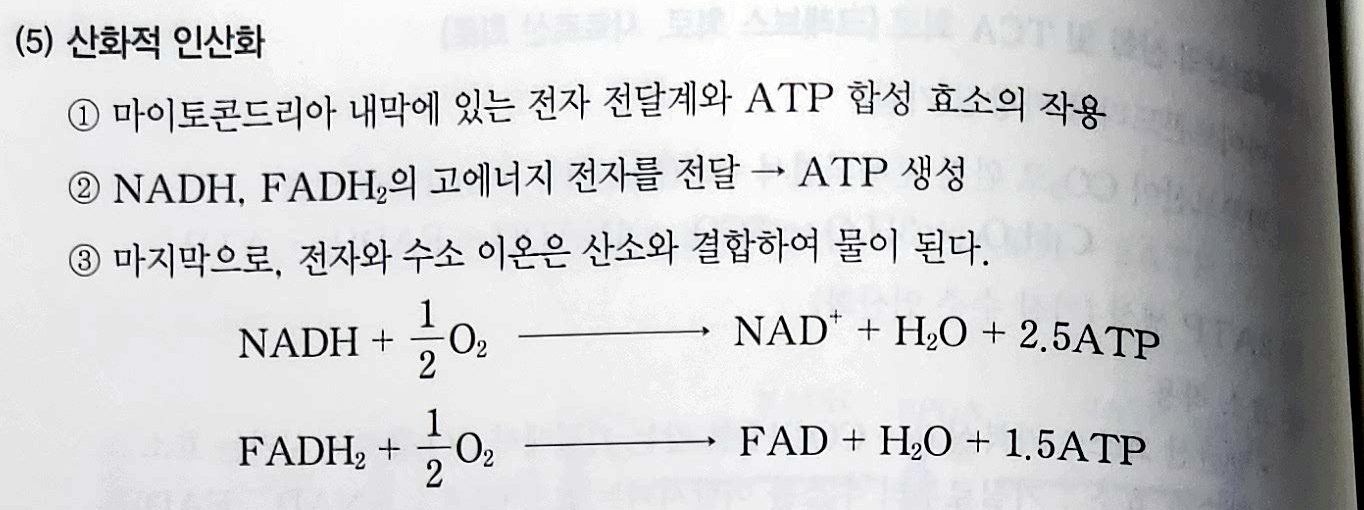 (5) 산화적 인산화
① 마이토콘드리아 내막에 있는 전자 전달계와 ATP 합성 효소의 작용
② NADH, FADH₂의 고에너지 전자를 전달 → ATP 생성
③ 마지막으로, 전자와 수소 이온은 산소와 결합하여 물이 된다.
NADH + 1/2 O₂ ⟶ NAD⁺ + H₂O + 2.5ATP
FADH₂ + 1/2 O₂ ⟶ FAD + H₂O + 1.5ATP